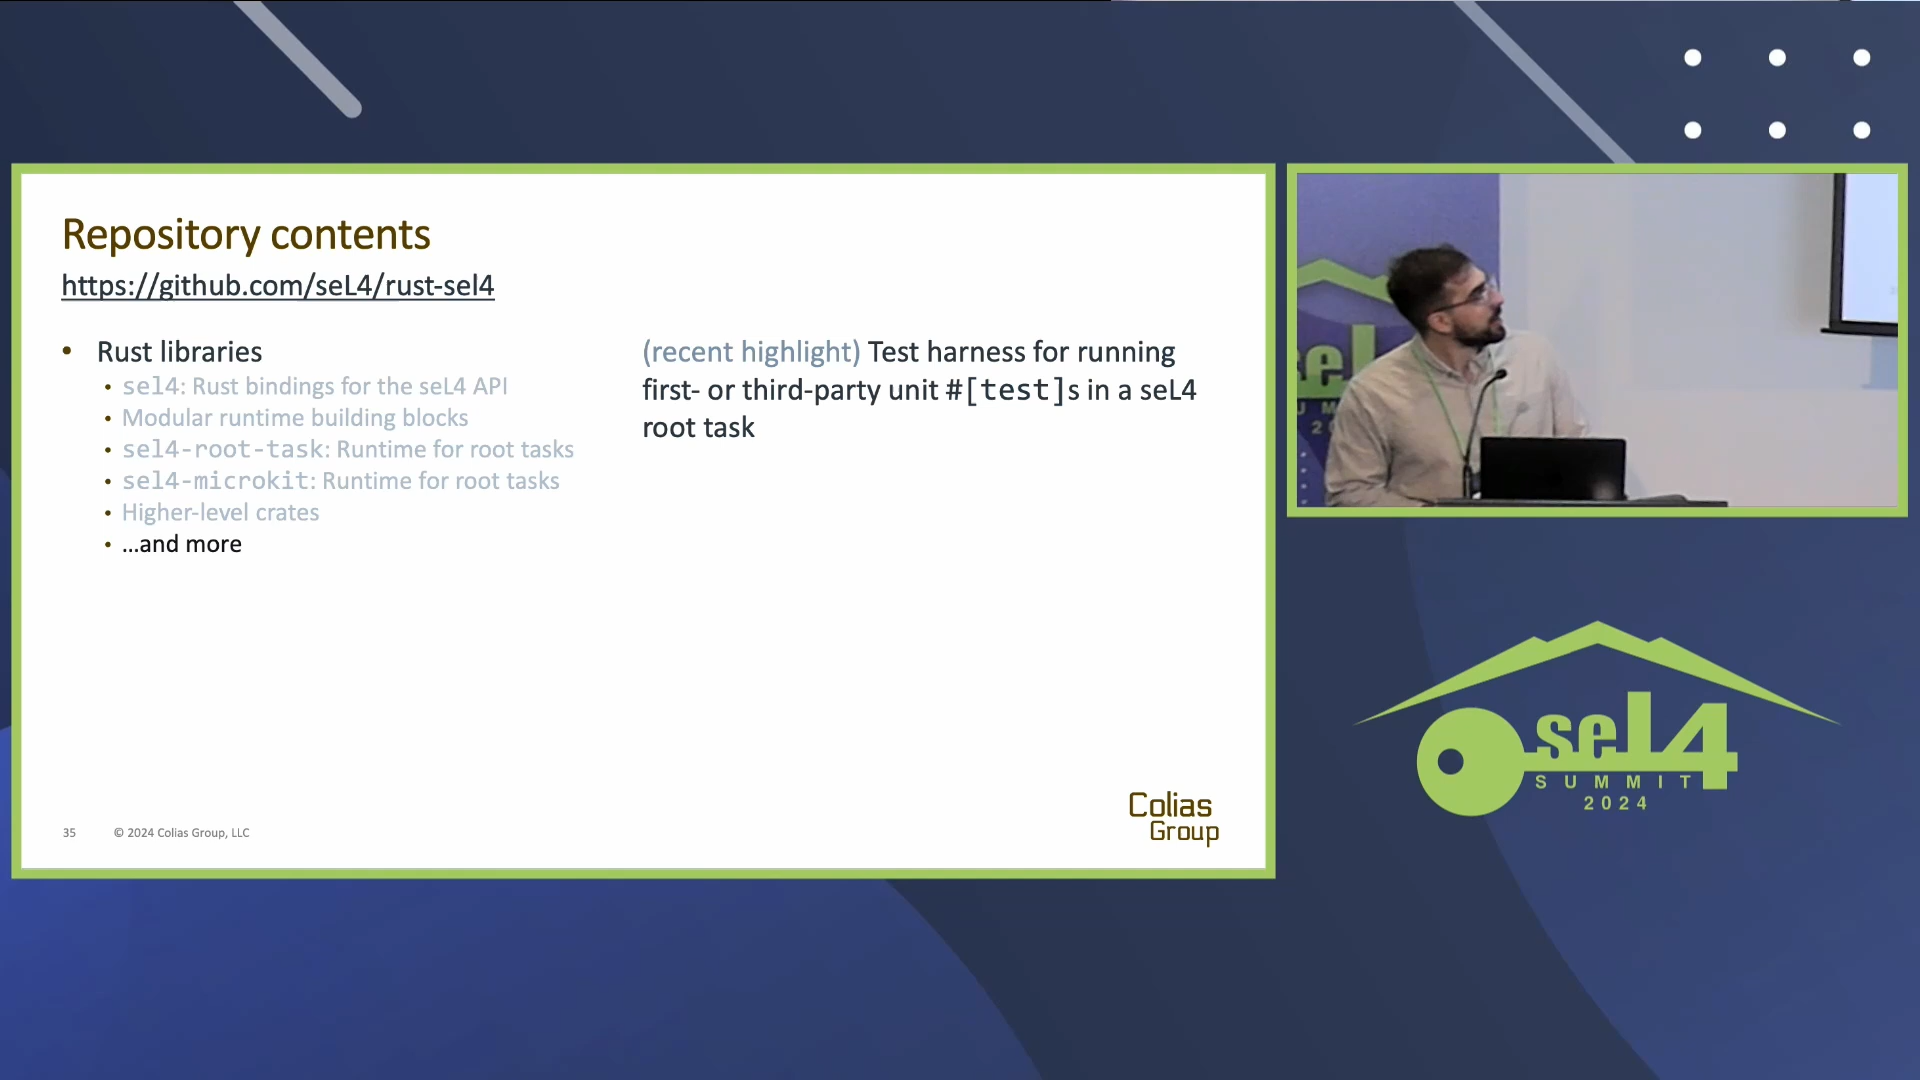 Repository contents
https://github.com/seL4/rust-sel4
• Rust libraries
• sel4: Rust bindings for the seL4 API
• Modular runtime building blocks
• sel4-root-task: Runtime for root tasks
• sel4-microkit: Runtime for root tasks
• Higher-level crates
• ...and more
(recent highlight) Test harness for running
first- or third-party unit #[test]s in a seL4
root task
35
© 2024 Colias Group, LLC
Colias
Group
seL4
SUMMIT
2024